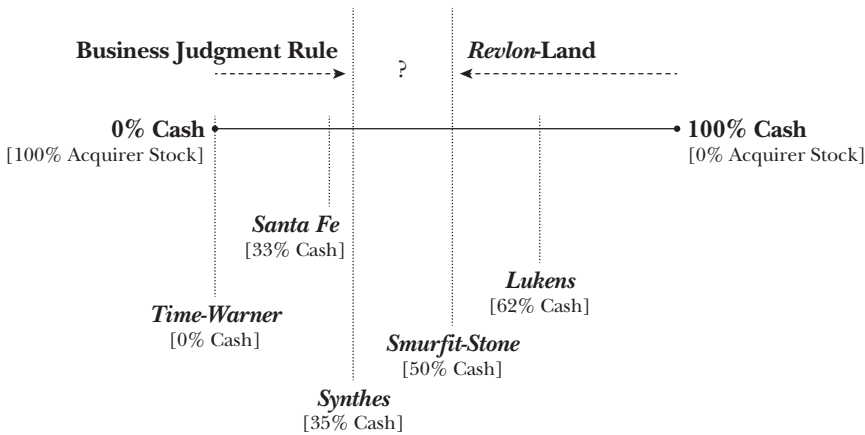 Business Judgment Rule
?
Revlon-Land
0% Cash
[100% Acquirer Stock]
100% Cash
[0% Acquirer Stock]
Santa Fe
[33% Cash]
Lukens
[62% Cash]
Time-Warner
[0% Cash]
Smurfit-Stone
[50% Cash]
Synthes
[35% Cash]